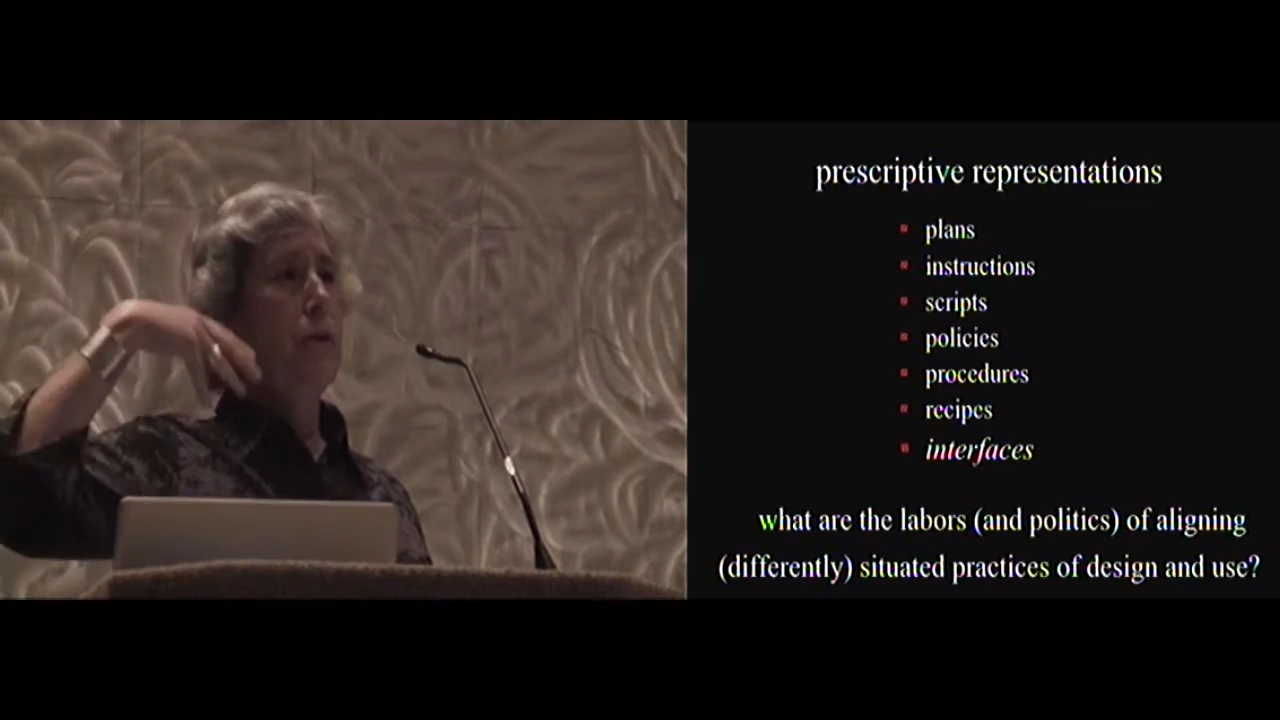 prescriptive representations
plans
instructions
scripts
policies
procedures
recipes
interfaces
what are the labors (and politics) of aligning
(differently) situated practices of design and use?